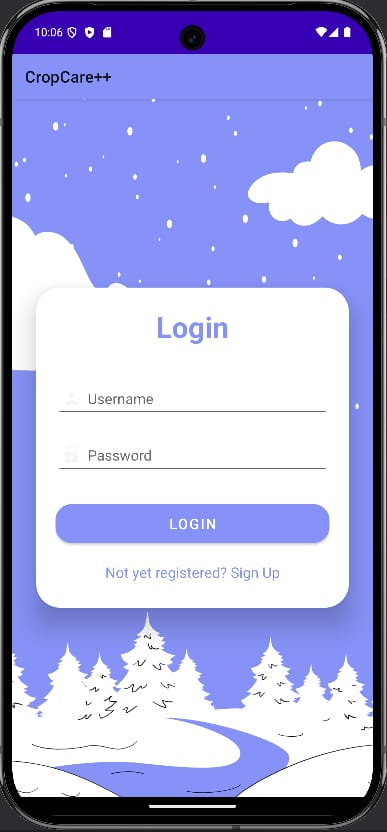 10:06
CropCare++
Login
Username
Password
LOGIN
Not yet registered? Sign Up